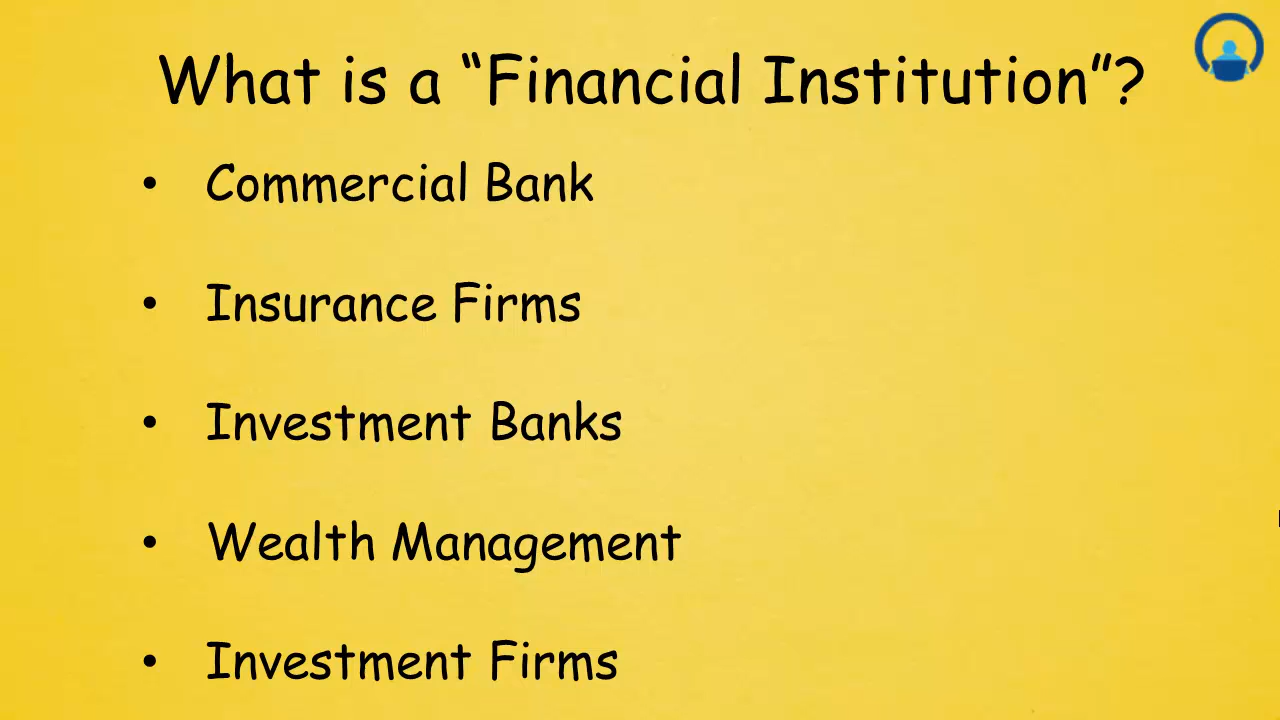 What is a “Financial Institution”?
• Commercial Bank
• Insurance Firms
• Investment Banks
• Wealth Management
• Investment Firms